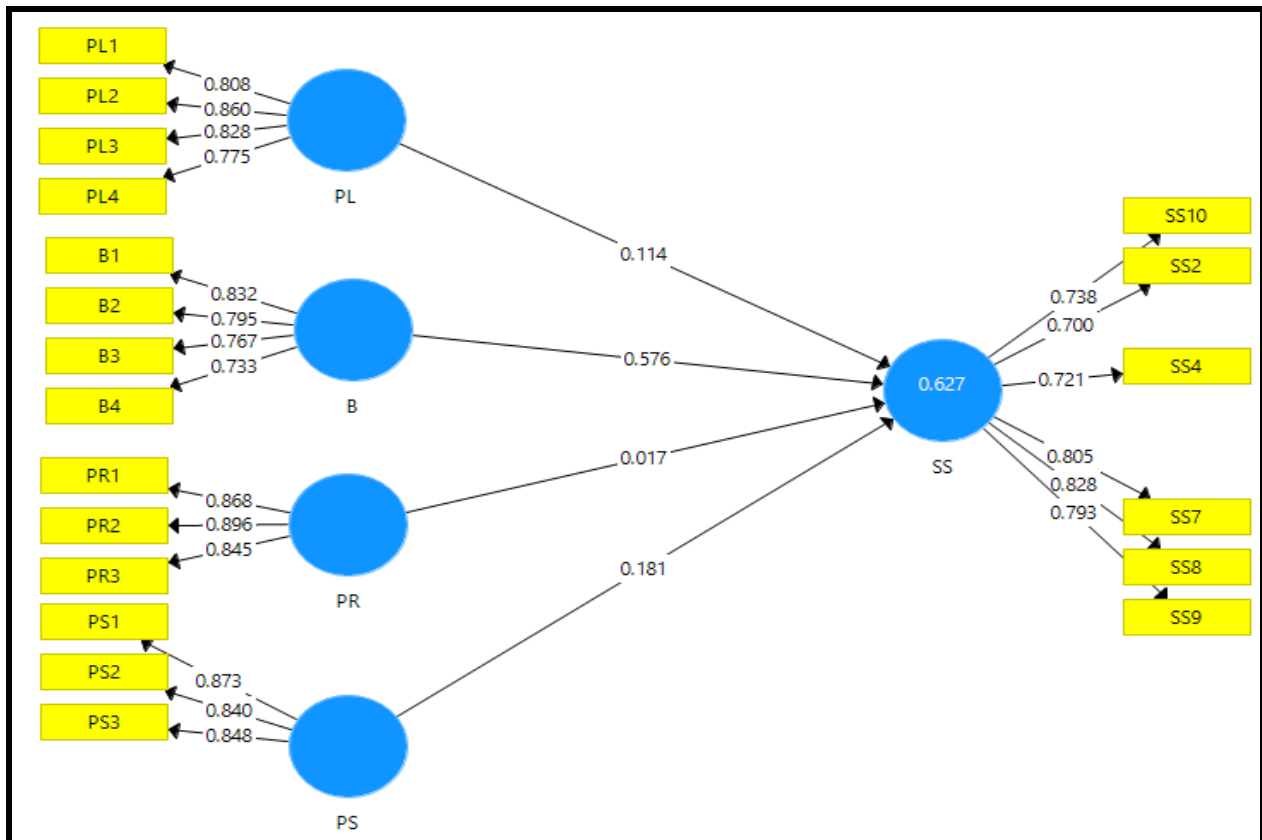 PL1
PL2
PL3
PL4
0.808
0.860
0.828
0.775
PL
B1
B2
B3
B4
0.832
0.795
0.767
0.733
B
PR1
PR2
PR3
0.868
0.896
0.845
PR
PS1
PS2
PS3
0.873
0.840
0.848
PS
0.114
0.576
0.017
0.181
0.627
SS
0.738
0.700
0.721
0.805
0.828
0.793
SS10
SS2
SS4
SS7
SS8
SS9